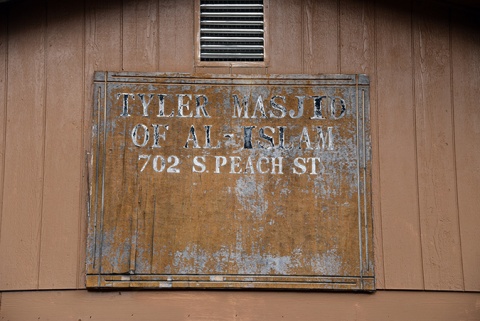 TYLER MASJID
OF AL-ISLAM
702 S. PEACH ST.